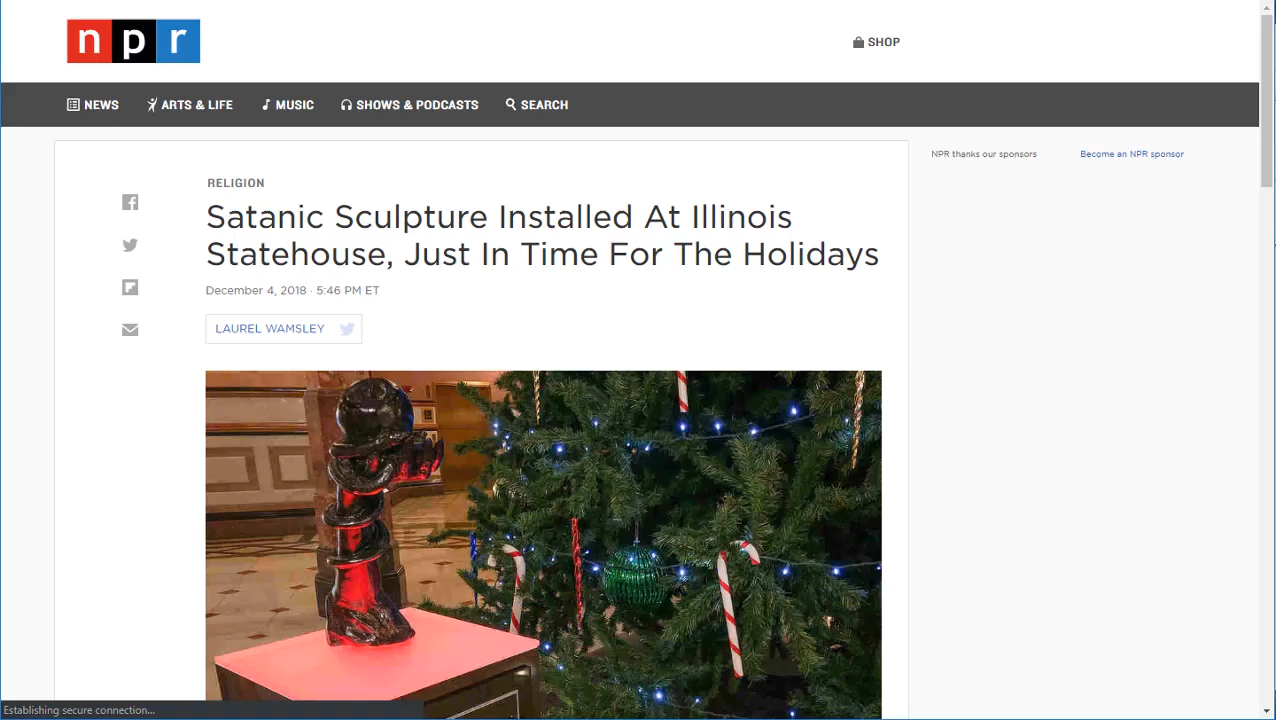 npr
SHOP
NEWS
ARTS & LIFE
MUSIC
SHOWS & PODCASTS
SEARCH
NPR thanks our sponsors
Become an NPR sponsor
RELIGION
Satanic Sculpture Installed At Illinois
Statehouse, Just In Time For The Holidays
December 4, 2018 · 5:46 PM ET
LAUREL WAMSLEY
Establishing secure connection...